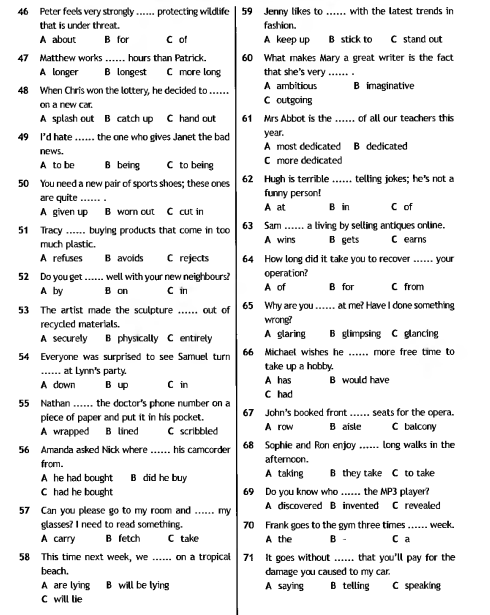 46 Peter feels very strongly ...... protecting wildlife
that is under threat.
A about B for C of
47 Matthew works ...... hours than Patrick.
A longer B longest C more long
48 When Chris won the lottery, he decided to ......
on a new car.
A splash out B catch up C hand out
49 I'd hate ...... the one who gives Janet the bad
news.
A to be B being C to being
50 You need a new pair of sports shoes; these ones
are quite ...... .
A given up B worn out C cut in
51 Tracy ...... buying products that come in too
much plastic.
A refuses B avoids C rejects
52 Do you get ...... well with your new neighbours?
A by B on C in
53 The artist made the sculpture ...... out of
recycled materials.
A securely B physically C entirely
54 Everyone was surprised to see Samuel turn
...... at Lynn's party.
A down B up C in
55 Nathan ...... the doctor's phone number on a
piece of paper and put it in his pocket.
A wrapped B lined C scribbled
56 Amanda asked Nick where ...... his camcorder
from.
A he had bought B did he buy
C had he bought
57 Can you please go to my room and ...... my
glasses? I need to read something.
A carry B fetch C take
58 This time next week, we ...... on a tropical
beach.
A are lying B will be lying
C will lie
59 Jenny likes to ...... with the latest trends in
fashion.
A keep up B stick to C stand out
60 What makes Mary a great writer is the fact
that she's very ...... .
A ambitious B imaginative
C outgoing
61 Mrs Abbot is the ...... of all our teachers this
year.
A most dedicated B dedicated
C more dedicated
62 Hugh is terrible ...... telling jokes; he's not a
funny person!
A at B in C of
63 Sam ...... a living by selling antiques online.
A wins B gets C earns
64 How long did it take you to recover ...... your
operation?
A of B for C from
65 Why are you ...... at me? Have I done something
wrong?
A glaring B glimpsing C glancing
66 Michael wishes he ...... more free time to
take up a hobby.
A has B would have
C had
67 John's booked front ...... seats for the opera.
A row B aisle C balcony
68 Sophie and Ron enjoy ...... long walks in the
afternoon.
A taking B they take C to take
69 Do you know who ...... the MP3 player?
A discovered B invented C revealed
70 Frank goes to the gym three times ...... week.
A the B - C a
71 It goes without ...... that you'll pay for the
damage you caused to my car.
A saying B telling C speaking